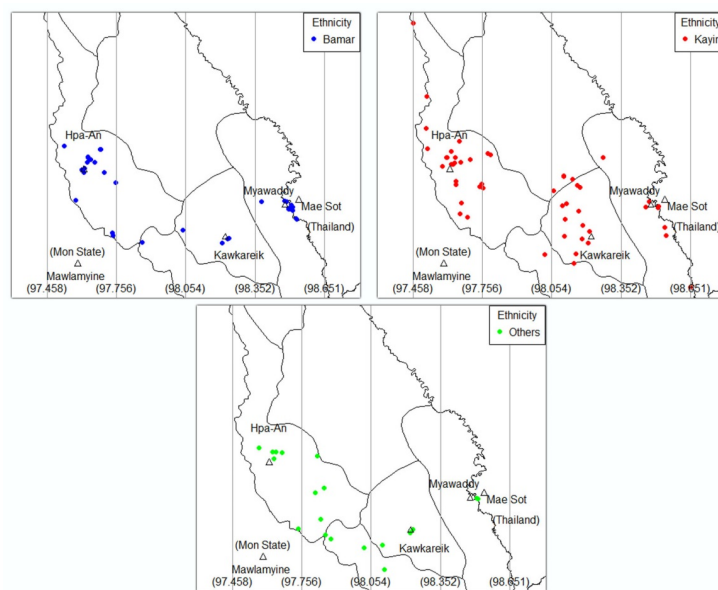 Ethnicity
Bamar
Hpa-An
Myawaddy
Mae Sot
(Thailand)
Kawkareik
(Mon State)
Mawlamyine
(97.458) (97.756) (98.054) (98.352) (98.651)
Ethnicity
Kayin
Hpa-An
Myawaddy
Mae Sot
(Thailand)
Kawkareik
(Mon State)
Mawlamyine
(97.458) (97.756) (98.054) (98.352) (98.651)
Ethnicity
Others
Hpa-An
Myawaddy
Mae Sot
(Thailand)
Kawkareik
(Mon State)
Mawlamyine
(97.458) (97.756) (98.054) (98.352) (98.651)